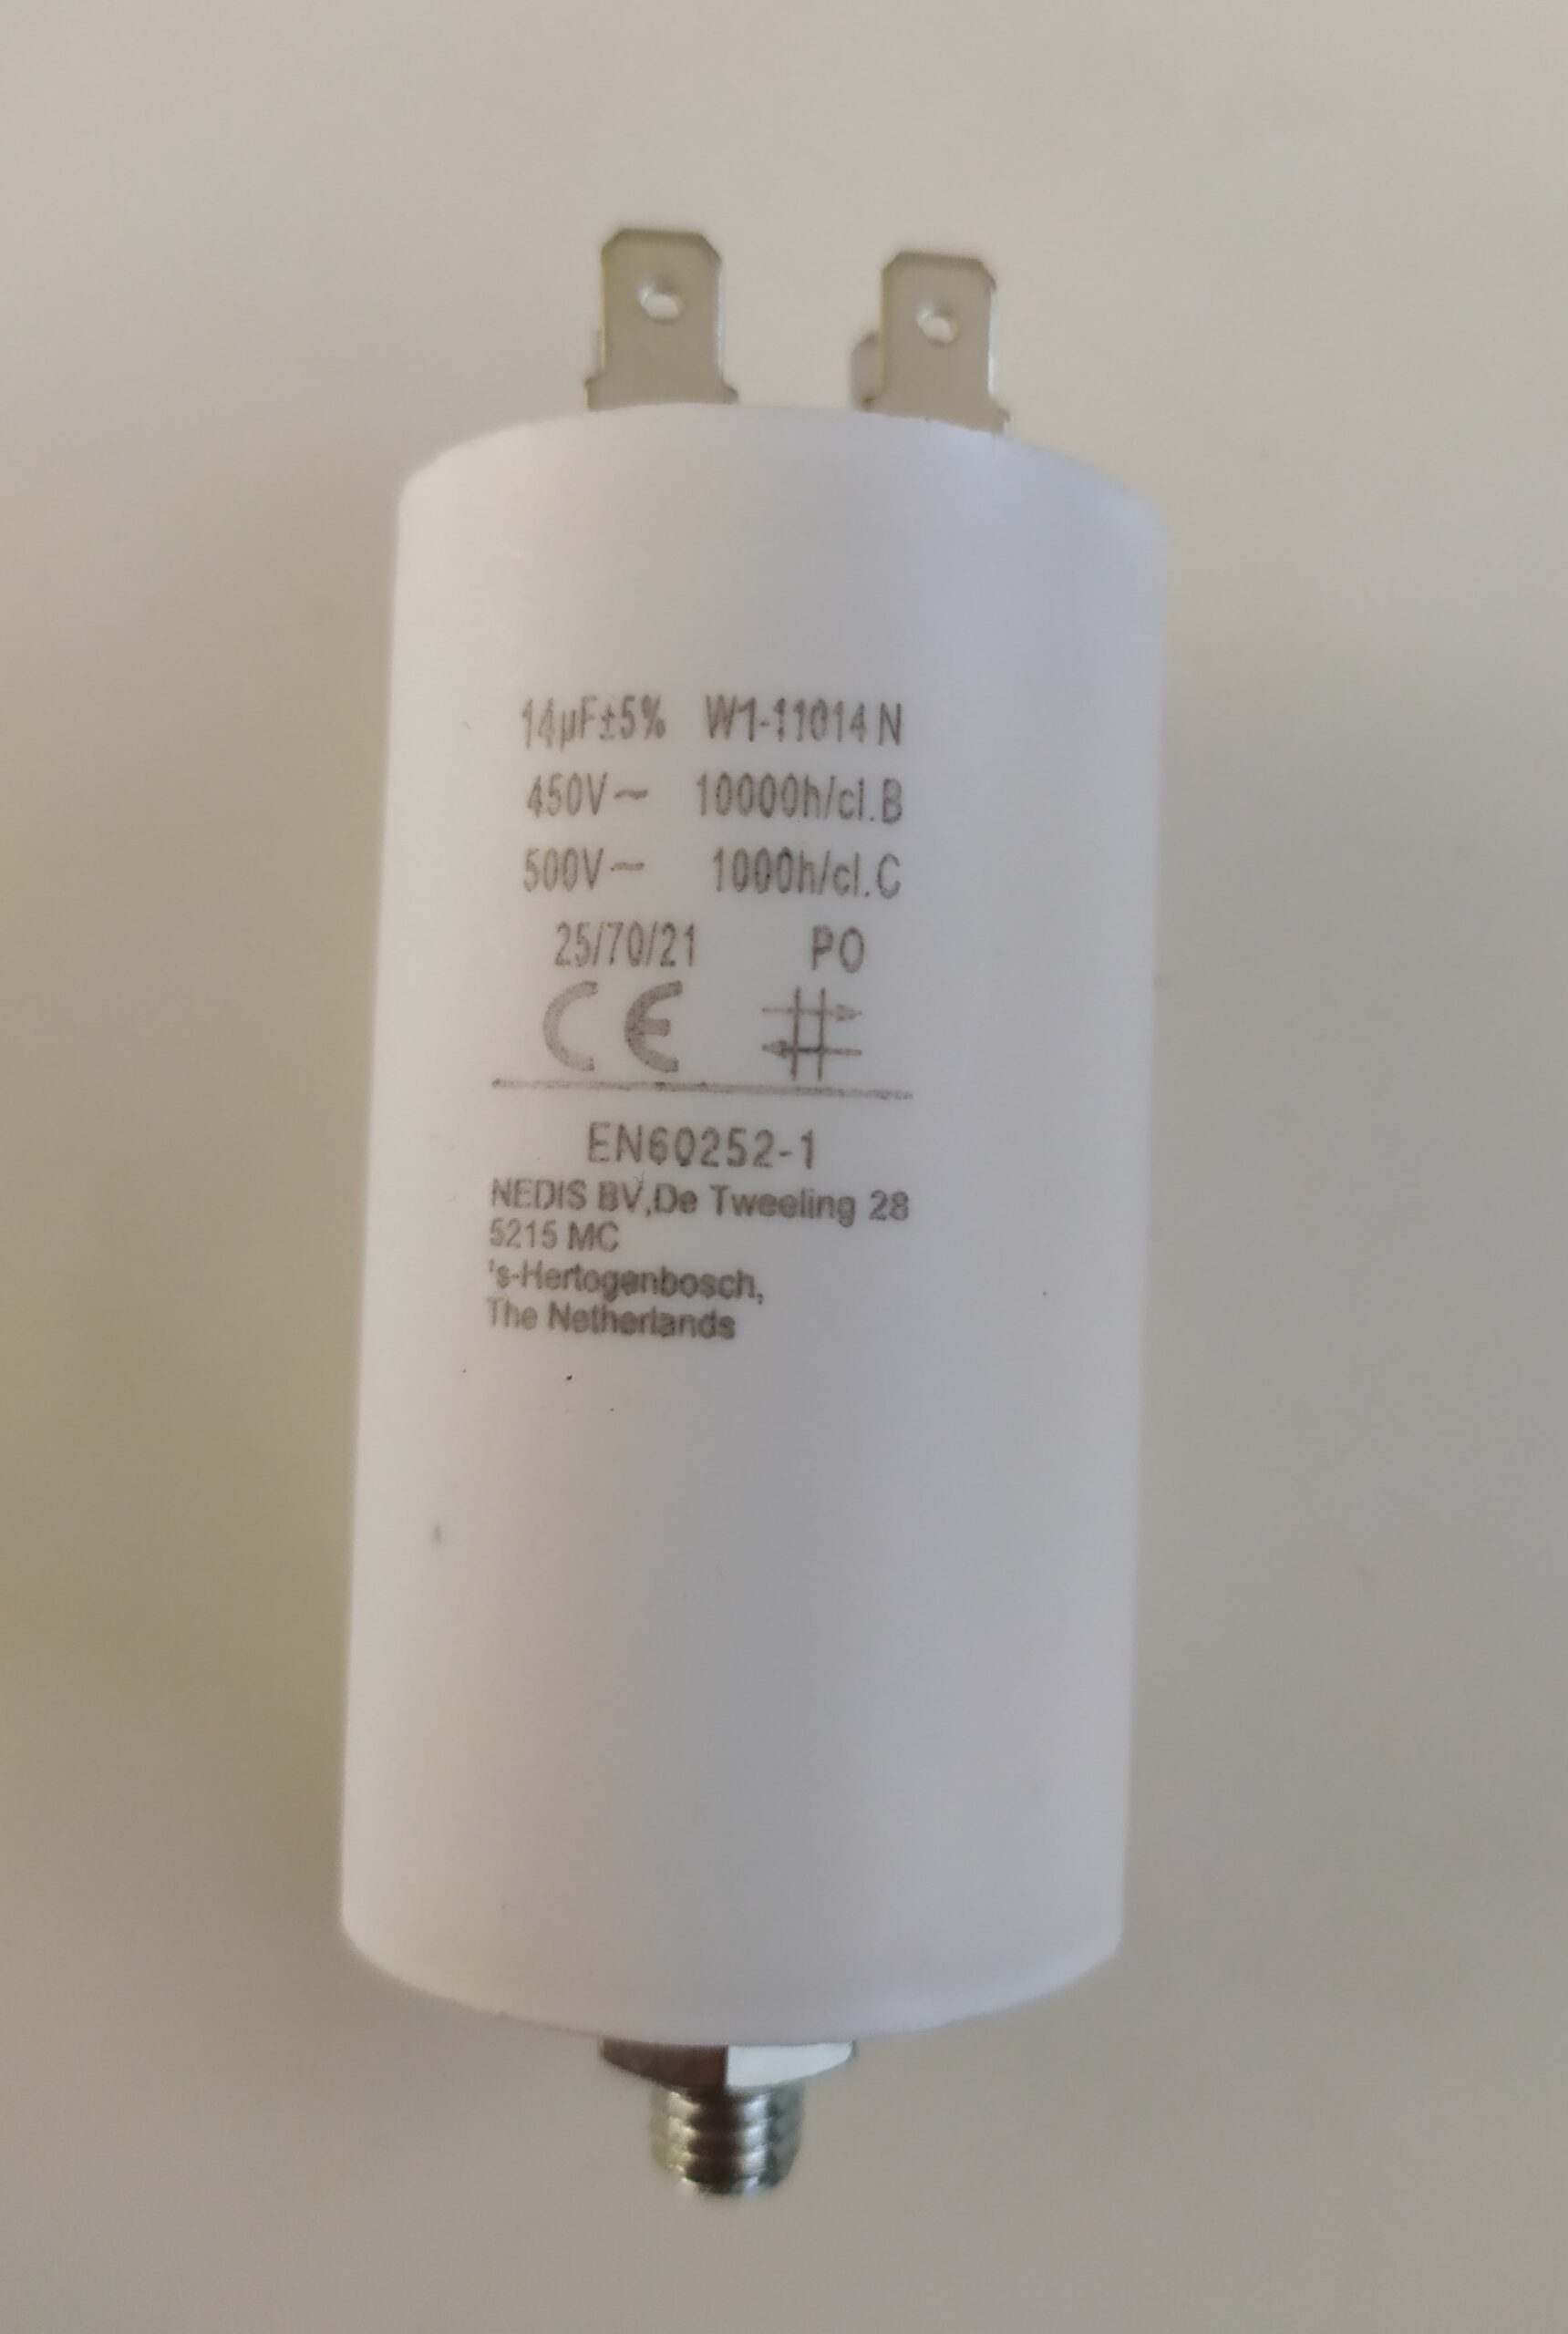 14µF±5% W1-11014 N
450V~ 10000h/cl.B
500V~ 1000h/cl.C
25/70/21 PO
CE
EN60252-1
NEDIS BV,De Tweeling 28
5215 MC
's-Hertogenbosch,
The Netherlands